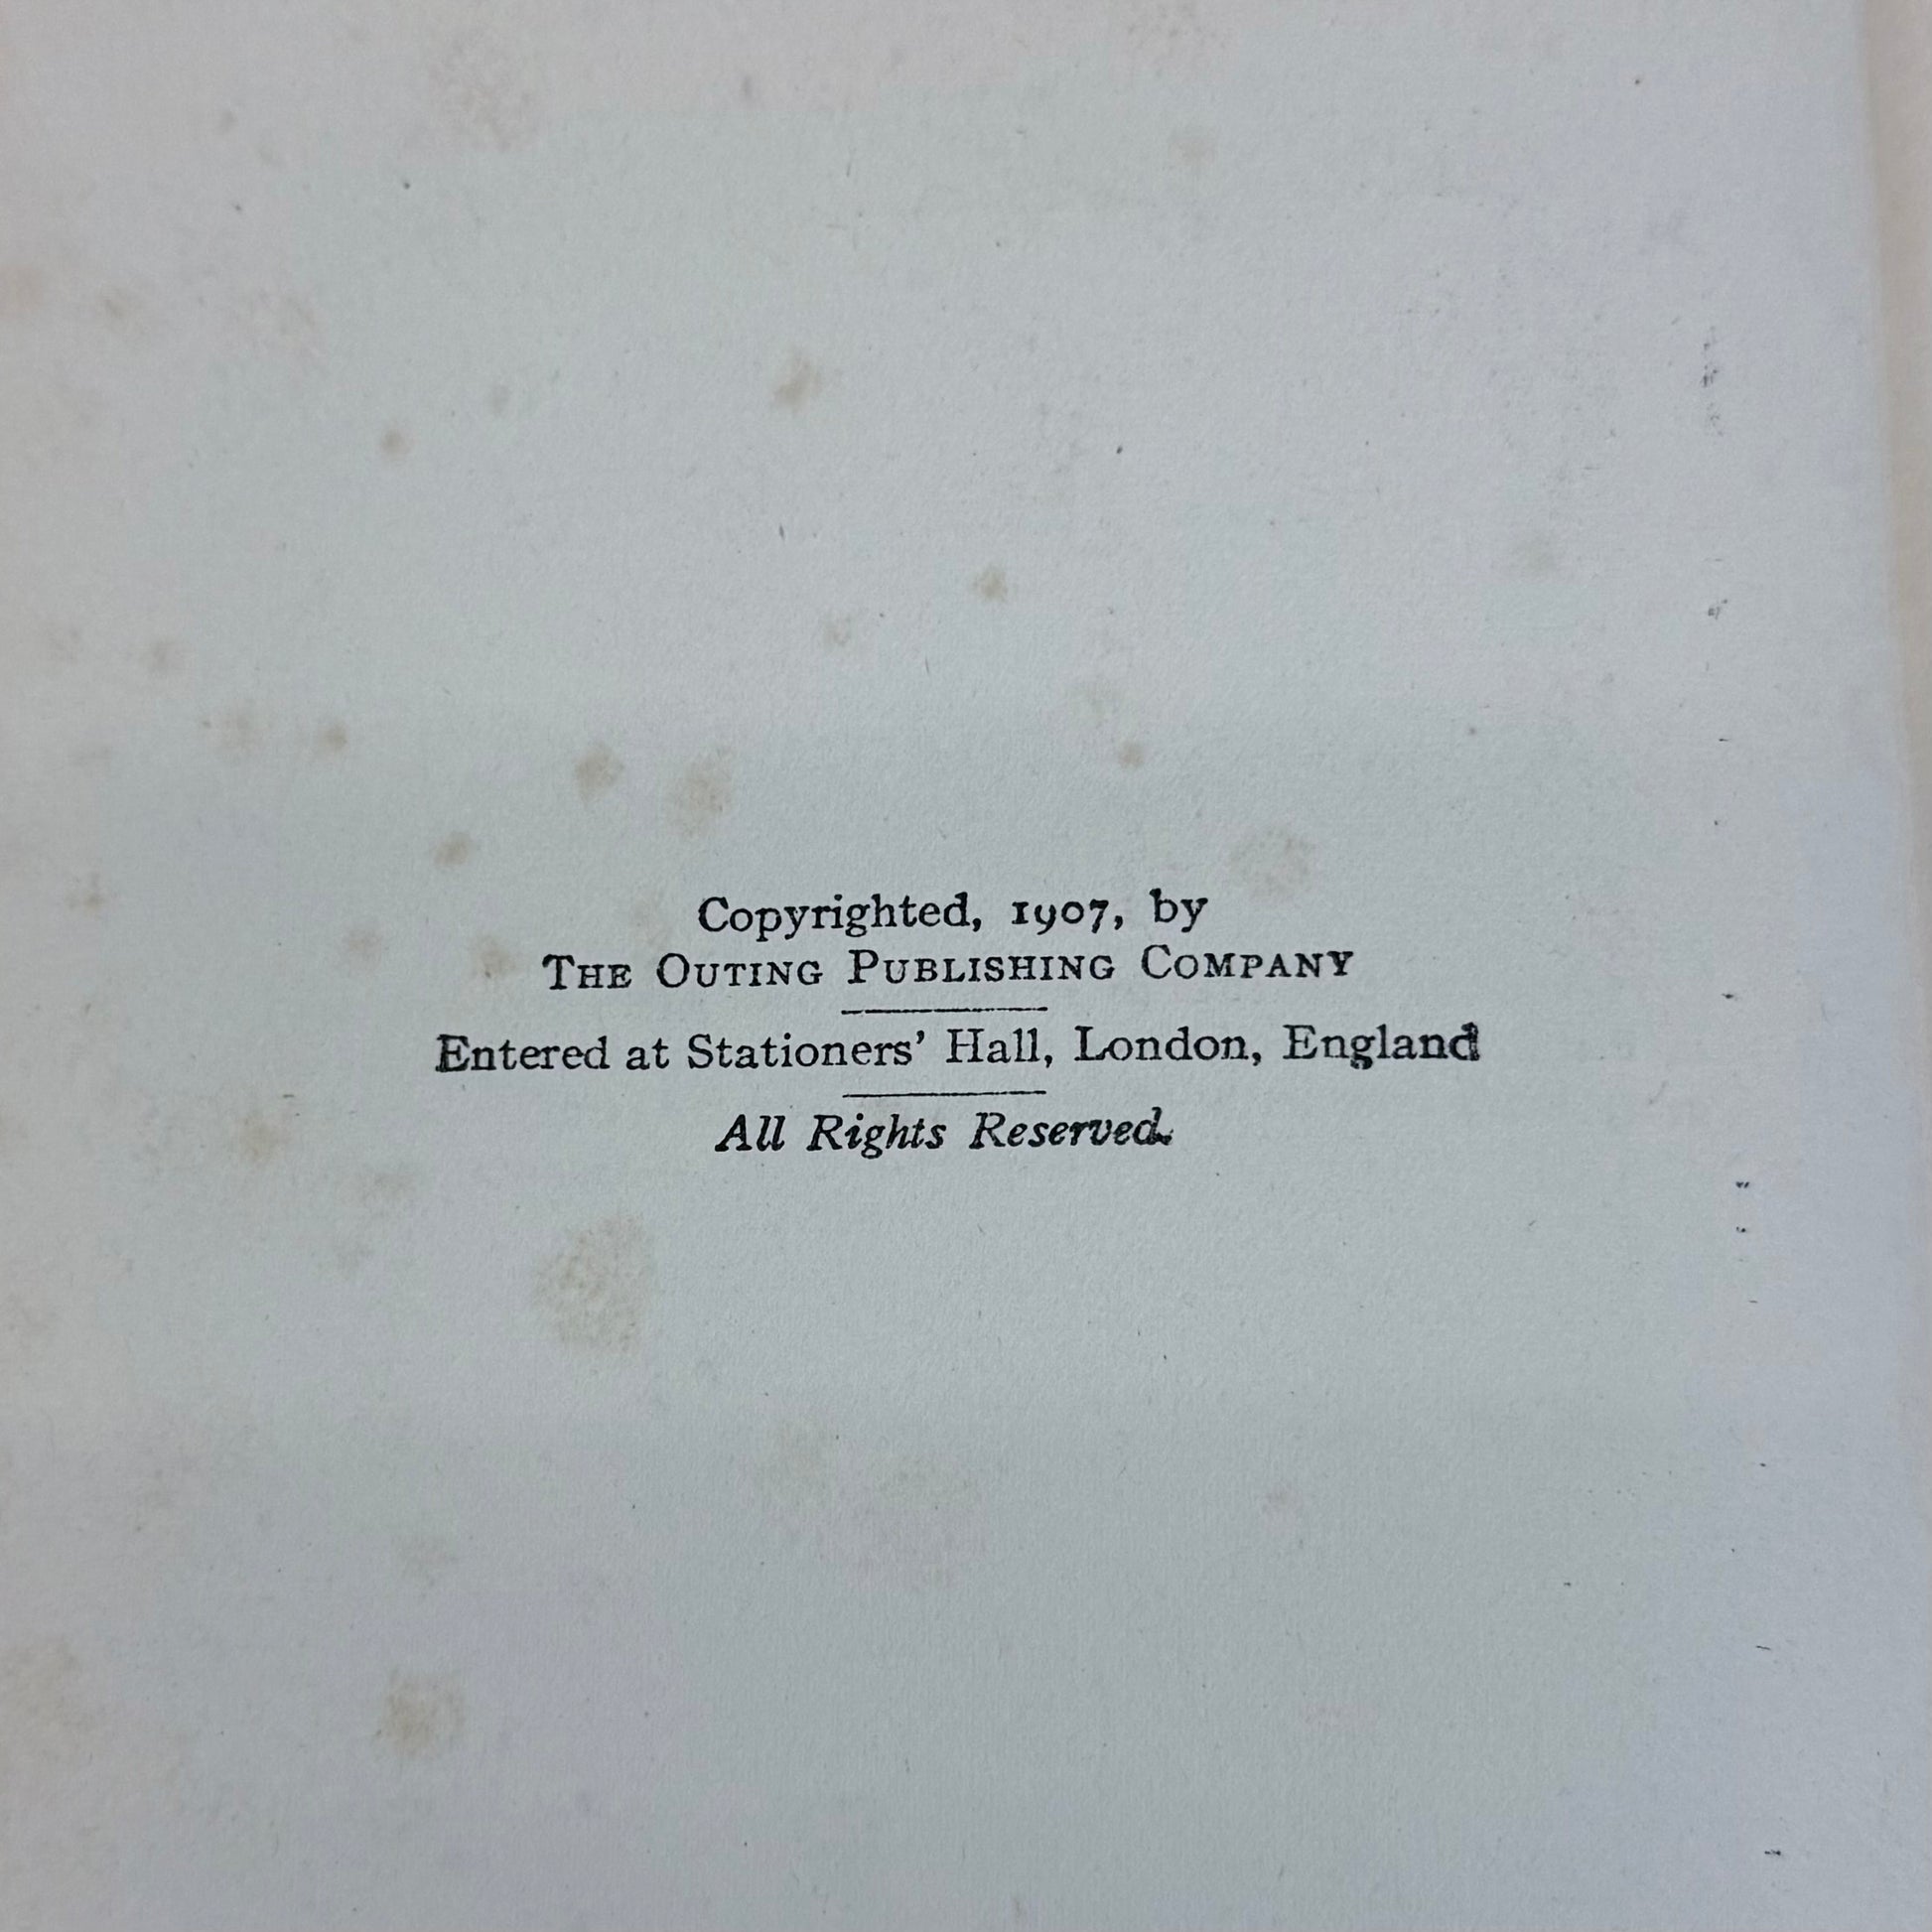 Copyrighted, 1907, by
THE OUTING PUBLISHING COMPANY
Entered at Stationers’ Hall, London, England
All Rights Reserved.